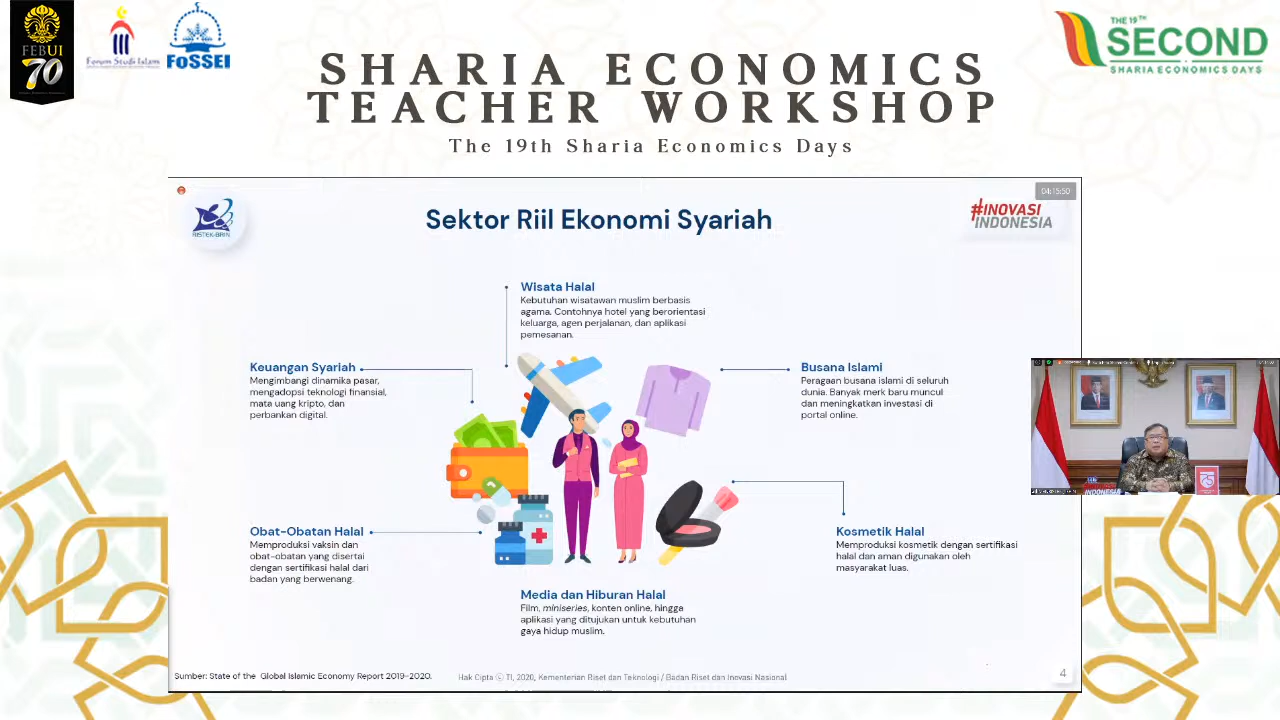 FEBUI
70
Forum Studi Islam
FoSSEI
THE 19TH
SECOND
SHARIA ECONOMICS DAYS
SHARIA ECONOMICS
TEACHER WORKSHOP
The 19th Sharia Economics Days
04:15:50
RISTEK-BRIN
Sektor Riil Ekonomi Syariah
#INOVASI
INDONESIA
Wisata Halal
Kebutuhan wisatawan muslim berbasis
agama. Contohnya hotel yang berorientasi
keluarga, agen perjalanan, dan aplikasi
pemesanan.
Keuangan Syariah
Mengimbangi dinamika pasar,
mengadopsi teknologi finansial,
mata uang kripto, dan
perbankan digital.
Busana Islami
Peragaan busana islami di seluruh
dunia. Banyak merk baru muncul
dan meningkatkan investasi di
portal online.
Obat-Obatan Halal
Memproduksi vaksin dan
obat-obatan yang disertai
dengan sertifikasi halal dari
badan yang berwenang.
Kosmetik Halal
Memproduksi kosmetik dengan sertifikasi
halal dan aman digunakan oleh
masyarakat luas.
Media dan Hiburan Halal
Film, miniseries, konten online, hingga
aplikasi yang ditujukan untuk kebutuhan
gaya hidup muslim.
Sumber: State of the Global Islamic Economy Report 2019-2020.
Hak Cipta ⓒ TI, 2020, Kementerian Riset dan Teknologi / Badan Riset dan Inovasi Nasional
4
INDONESIA
75